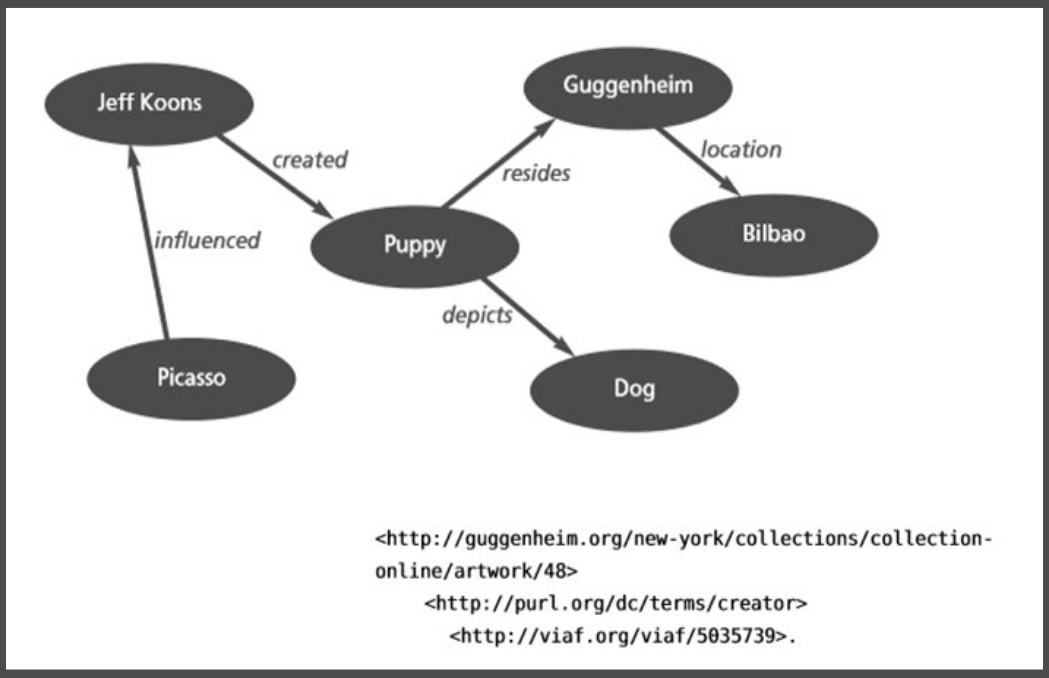 Jeff Koons
Guggenheim
created
location
resides
influenced
Puppy
Bilbao
depicts
Picasso
Dog
<http://guggenheim.org/new-york/collections/collection-
online/artwork/48>
<http://purl.org/dc/terms/creator>
<http://viaf.org/viaf/5035739>.